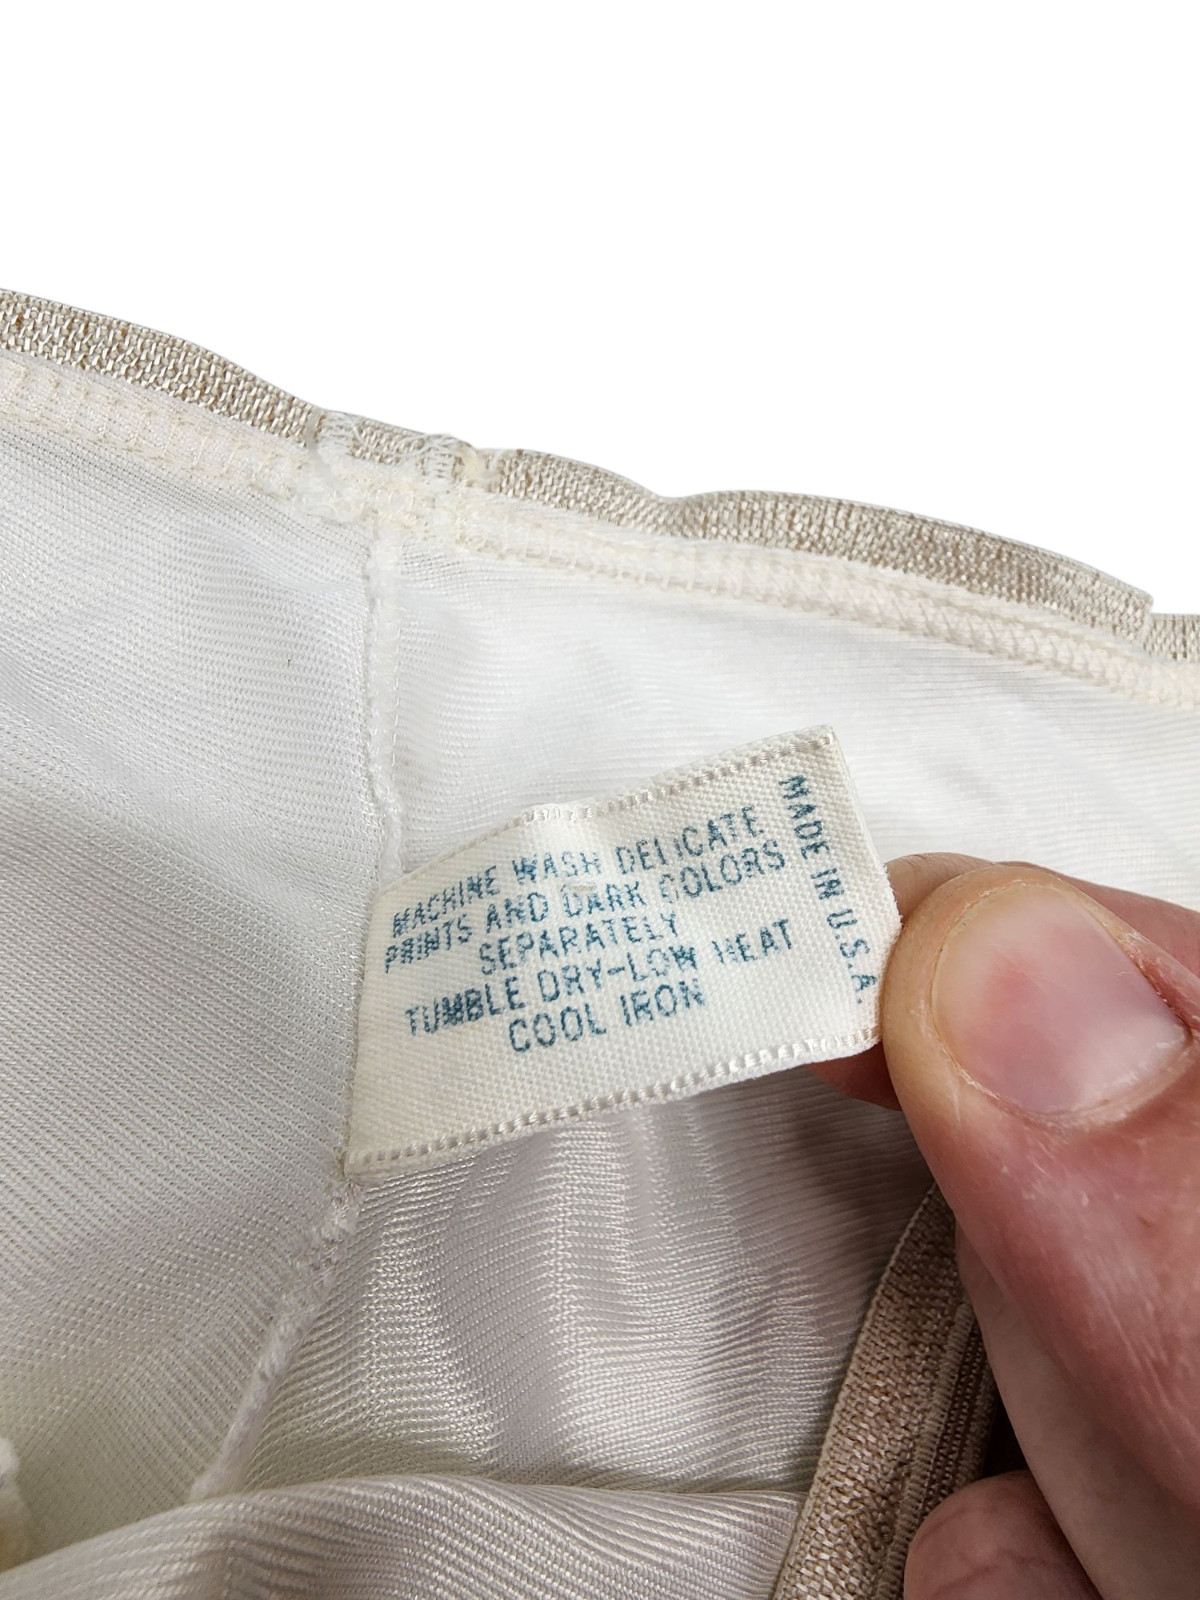 MACHINE WASH DELICATE
PRINTS AND DARK COLORS
SEPARATELY
TUMBLE DRY-LOW HEAT
COOL IRON
MADE IN U.S.A.